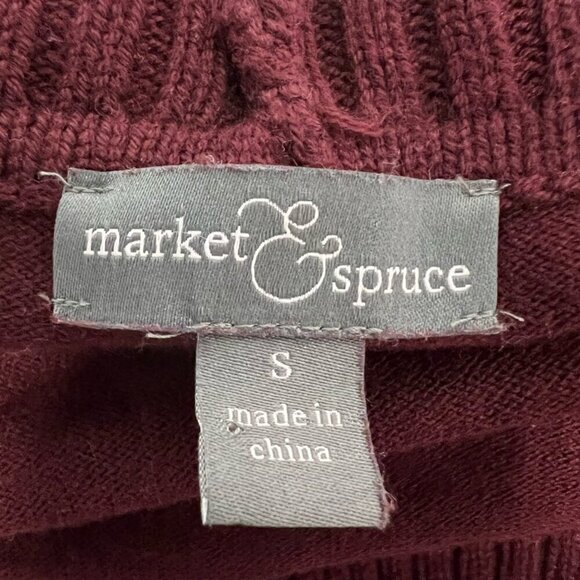 market & spruce
S
made in
china